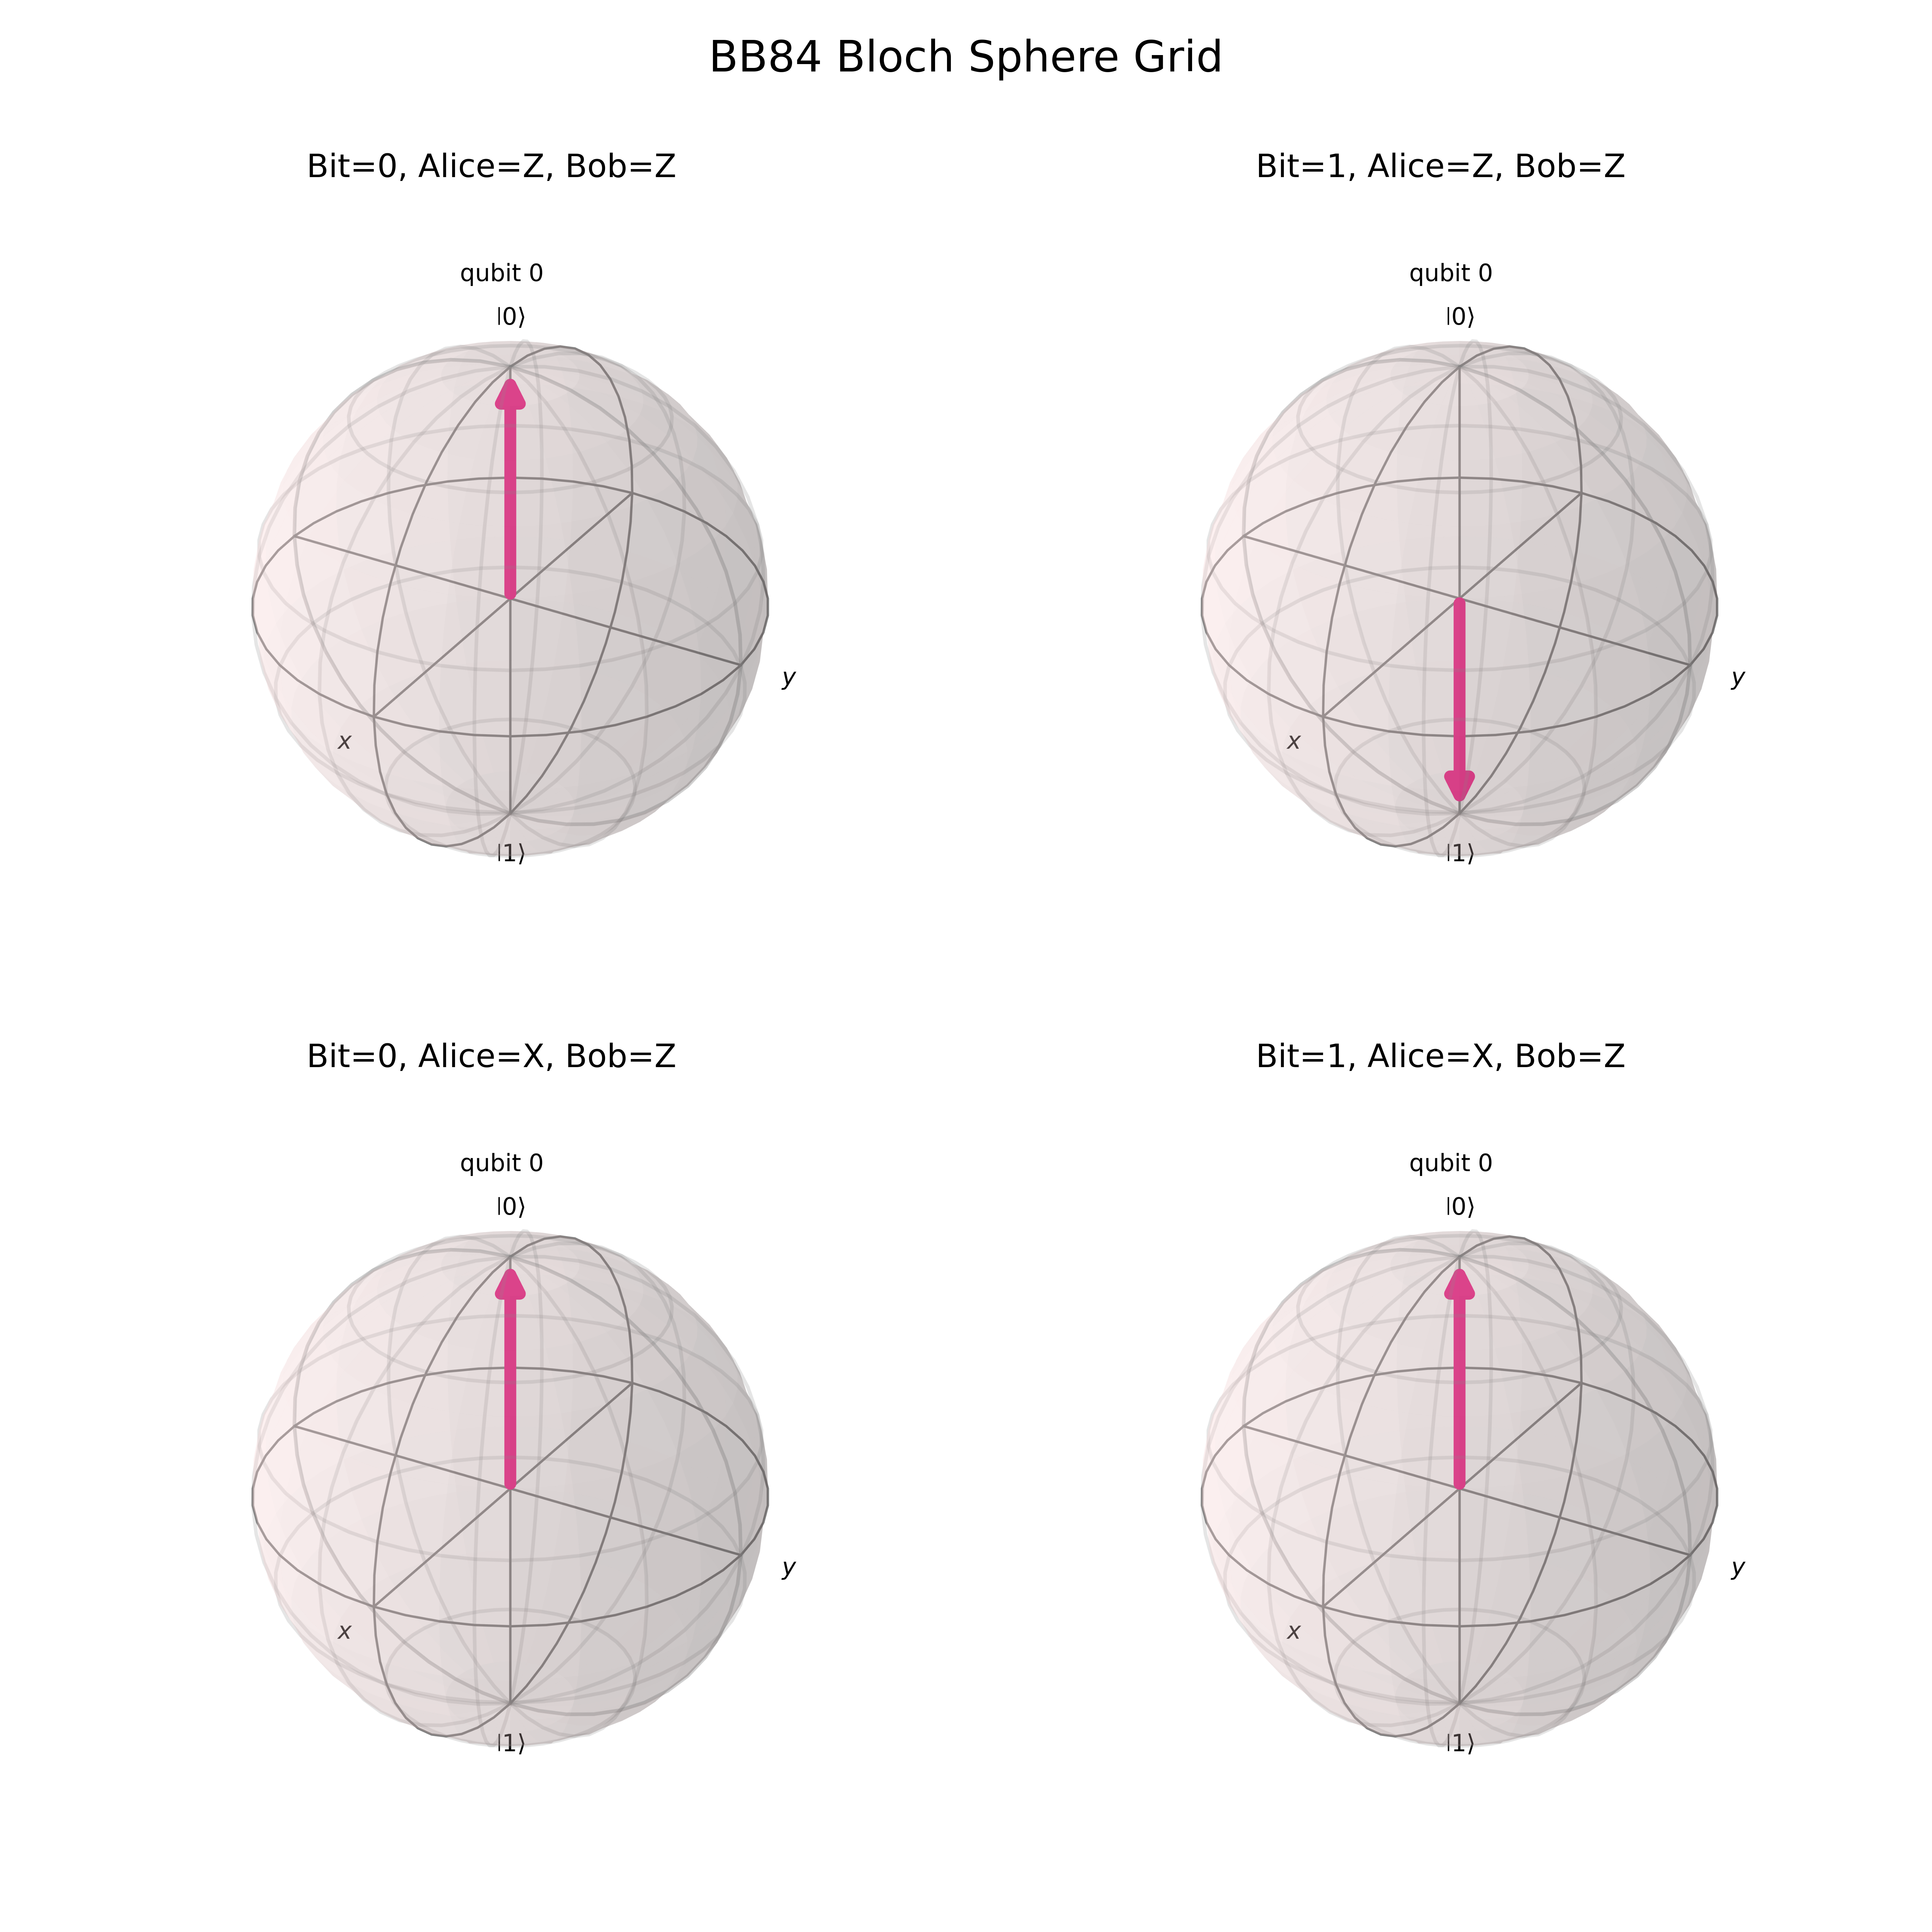 BB84 Bloch Sphere Grid
Bit=0, Alice=Z, Bob=Z
qubit 0
|0⟩
x
y
|1⟩
Bit=1, Alice=Z, Bob=Z
qubit 0
|0⟩
x
y
|1⟩
Bit=0, Alice=X, Bob=Z
qubit 0
|0⟩
x
y
|1⟩
Bit=1, Alice=X, Bob=Z
qubit 0
|0⟩
x
y
|1⟩